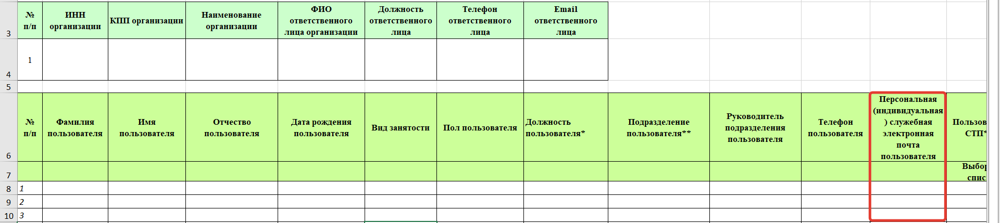 3
№
п/п
ИНН
организации
КПП организации
Наименование
организации
ФИО
ответственного
лица организации
Должность
ответственного
лица
Телефон
ответственного
лица
Email
ответственного
лица
4
1
5
6
№
п/п
Фамилия
пользователя
Имя
пользователя
Отчество
пользователя
Дата рождения
пользователя
Вид занятости
Пол пользователя
Должность
пользователя*
Подразделение
пользователя**
Руководитель
подразделения
пользователя
Телефон
пользователя
Персональная
(индивидуальная
) служебная
электронная
почта
пользователя
Пользов
СТП*
7
Выбор
спис
8
1
9
2
10
3